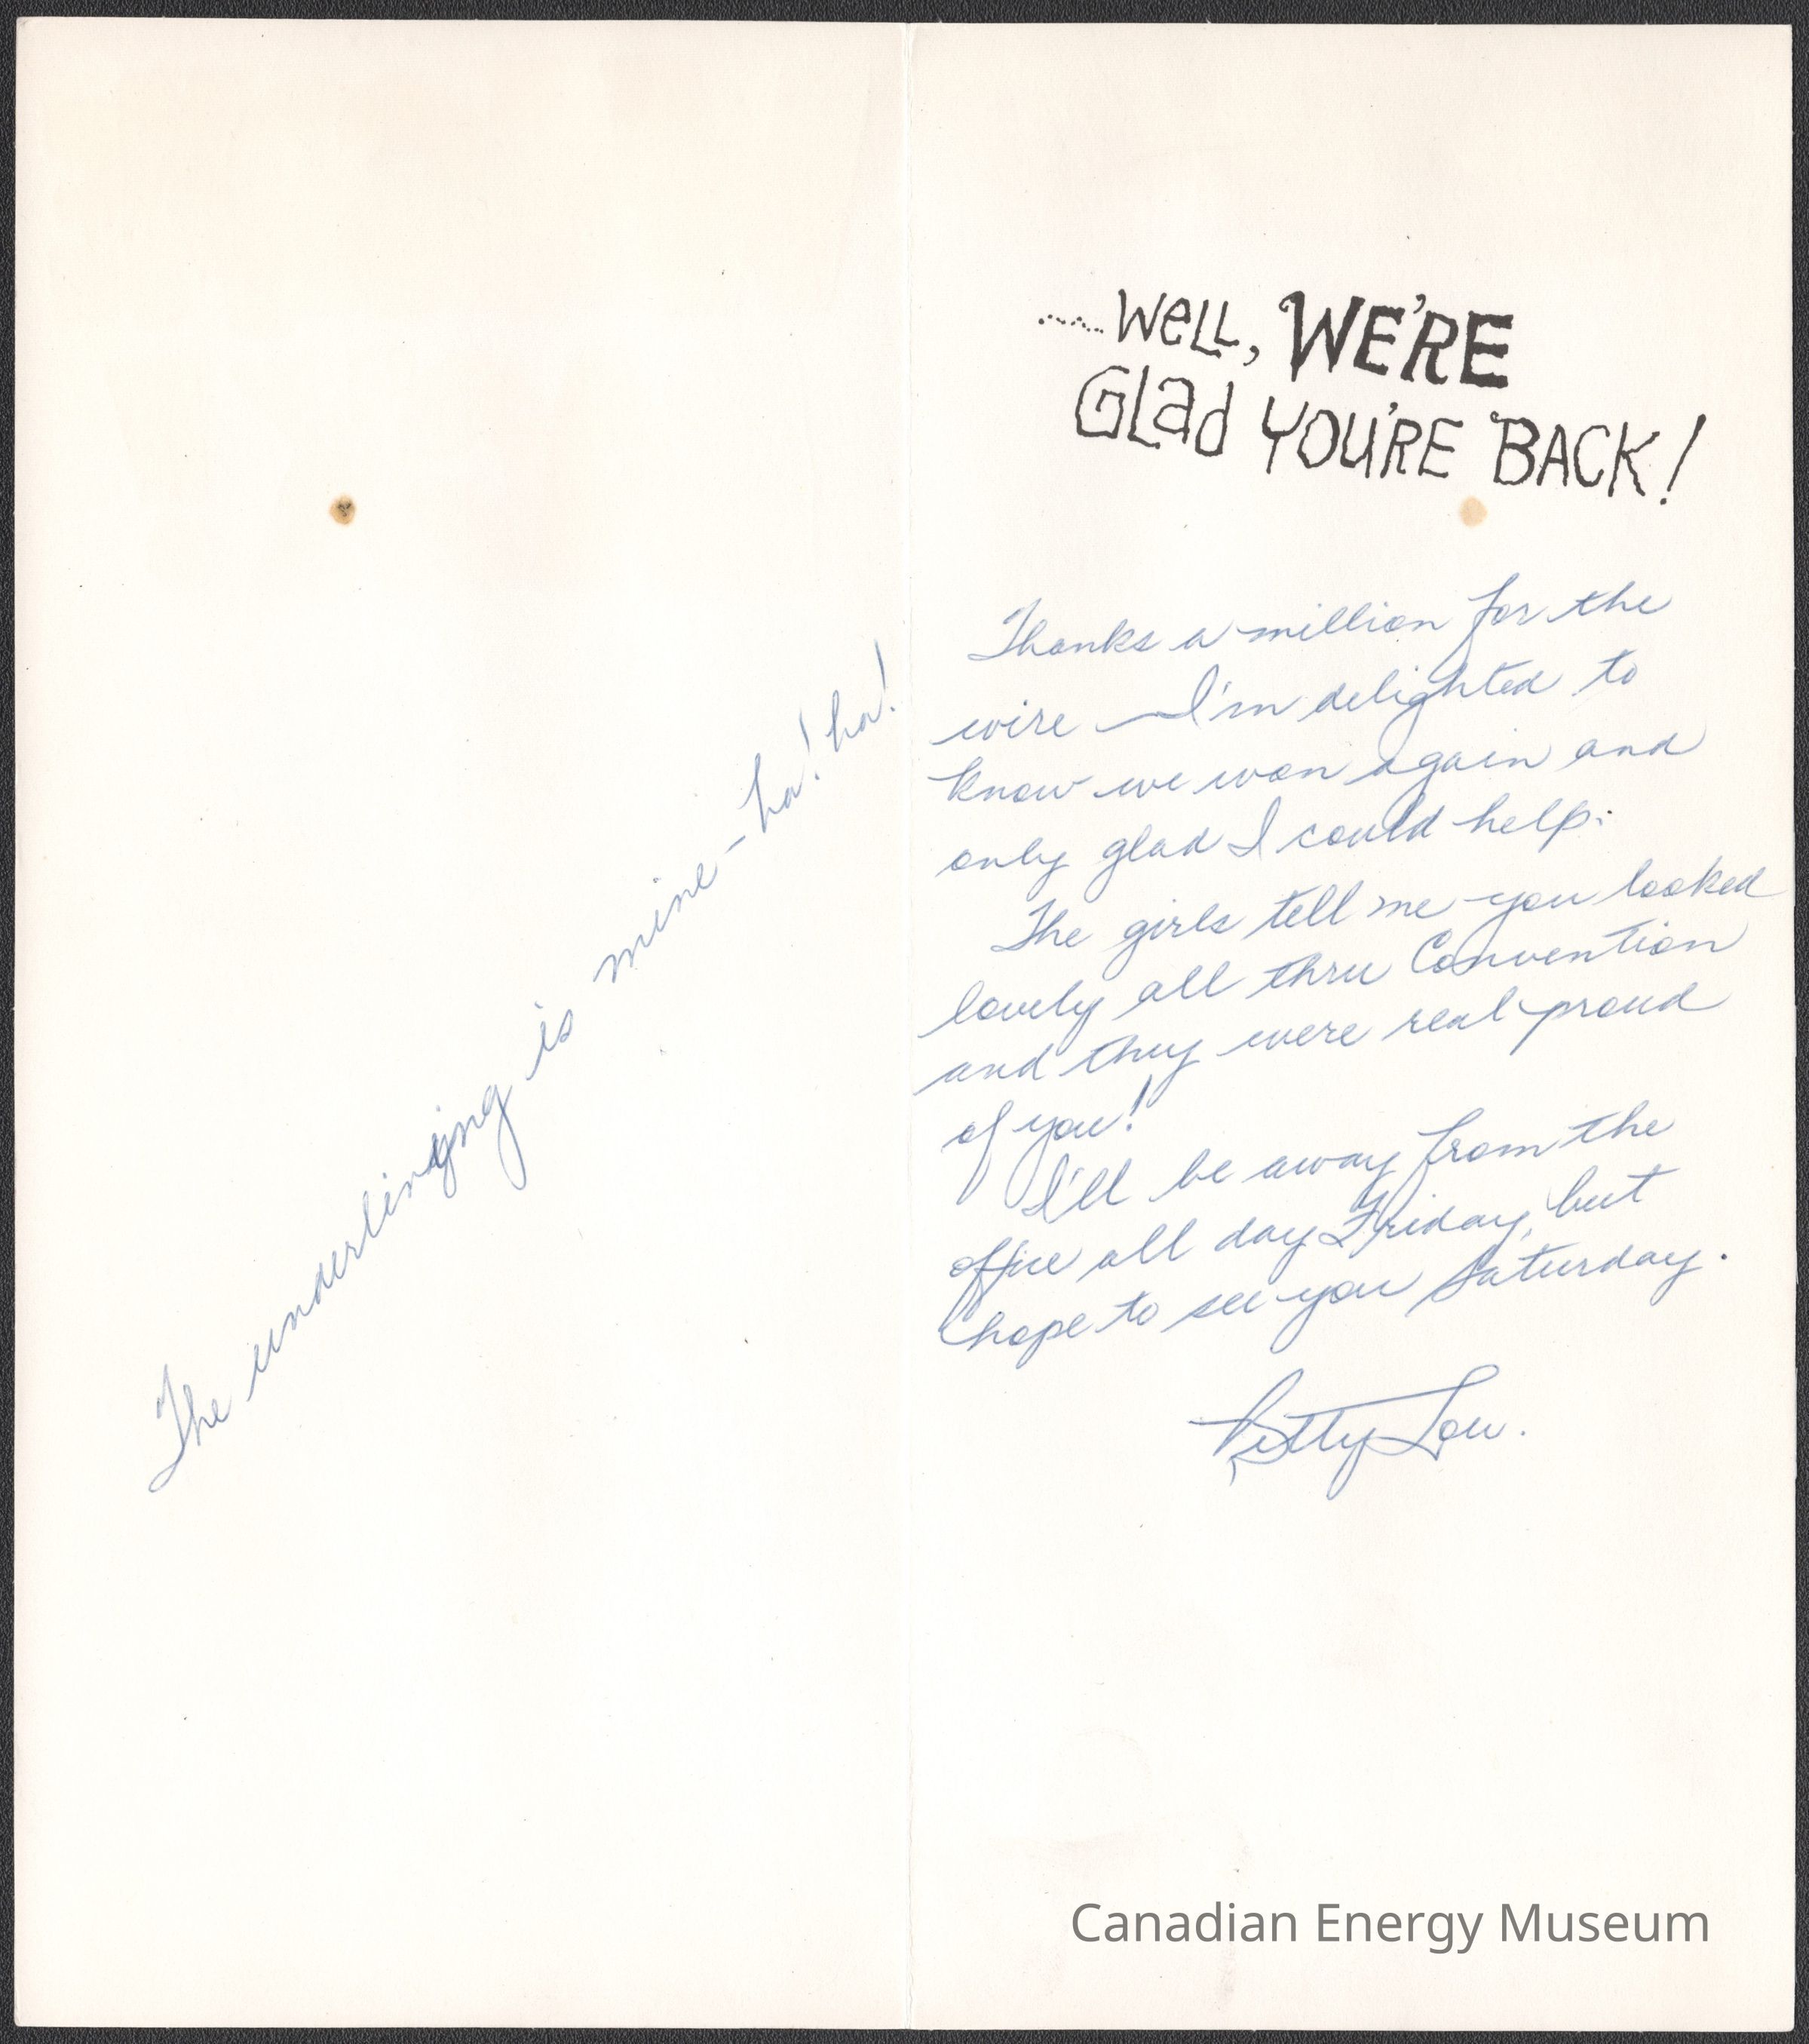 The underlinging is mine - ha! ha!
......Well, WE'RE
Glad YOU'RE BACK!
Thanks a million for the
wire — I'm delighted to
know we won again and
only glad I could help.
The girls tell me you looked
lovely all thru Convention
and they were real proud
of you!
I'll be away from the
office all day Friday, but
hope to see you Saturday.
Betty Lou.
Canadian Energy Museum